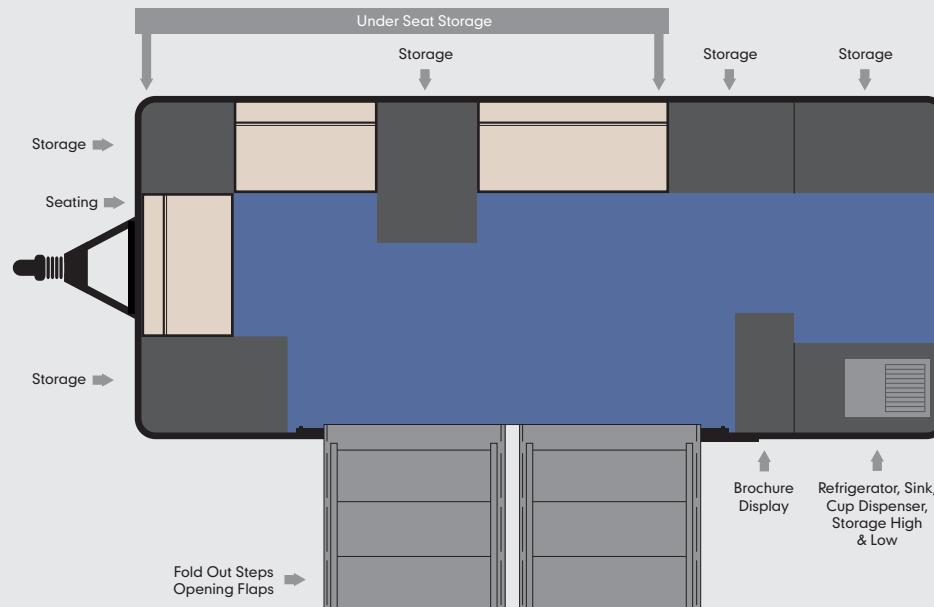 Under Seat Storage
Storage
Storage
Storage
Storage
Seating
Storage
Brochure
Display
Refrigerator, Sink,
Cup Dispenser,
Storage High
& Low
Fold Out Steps
Opening Flaps